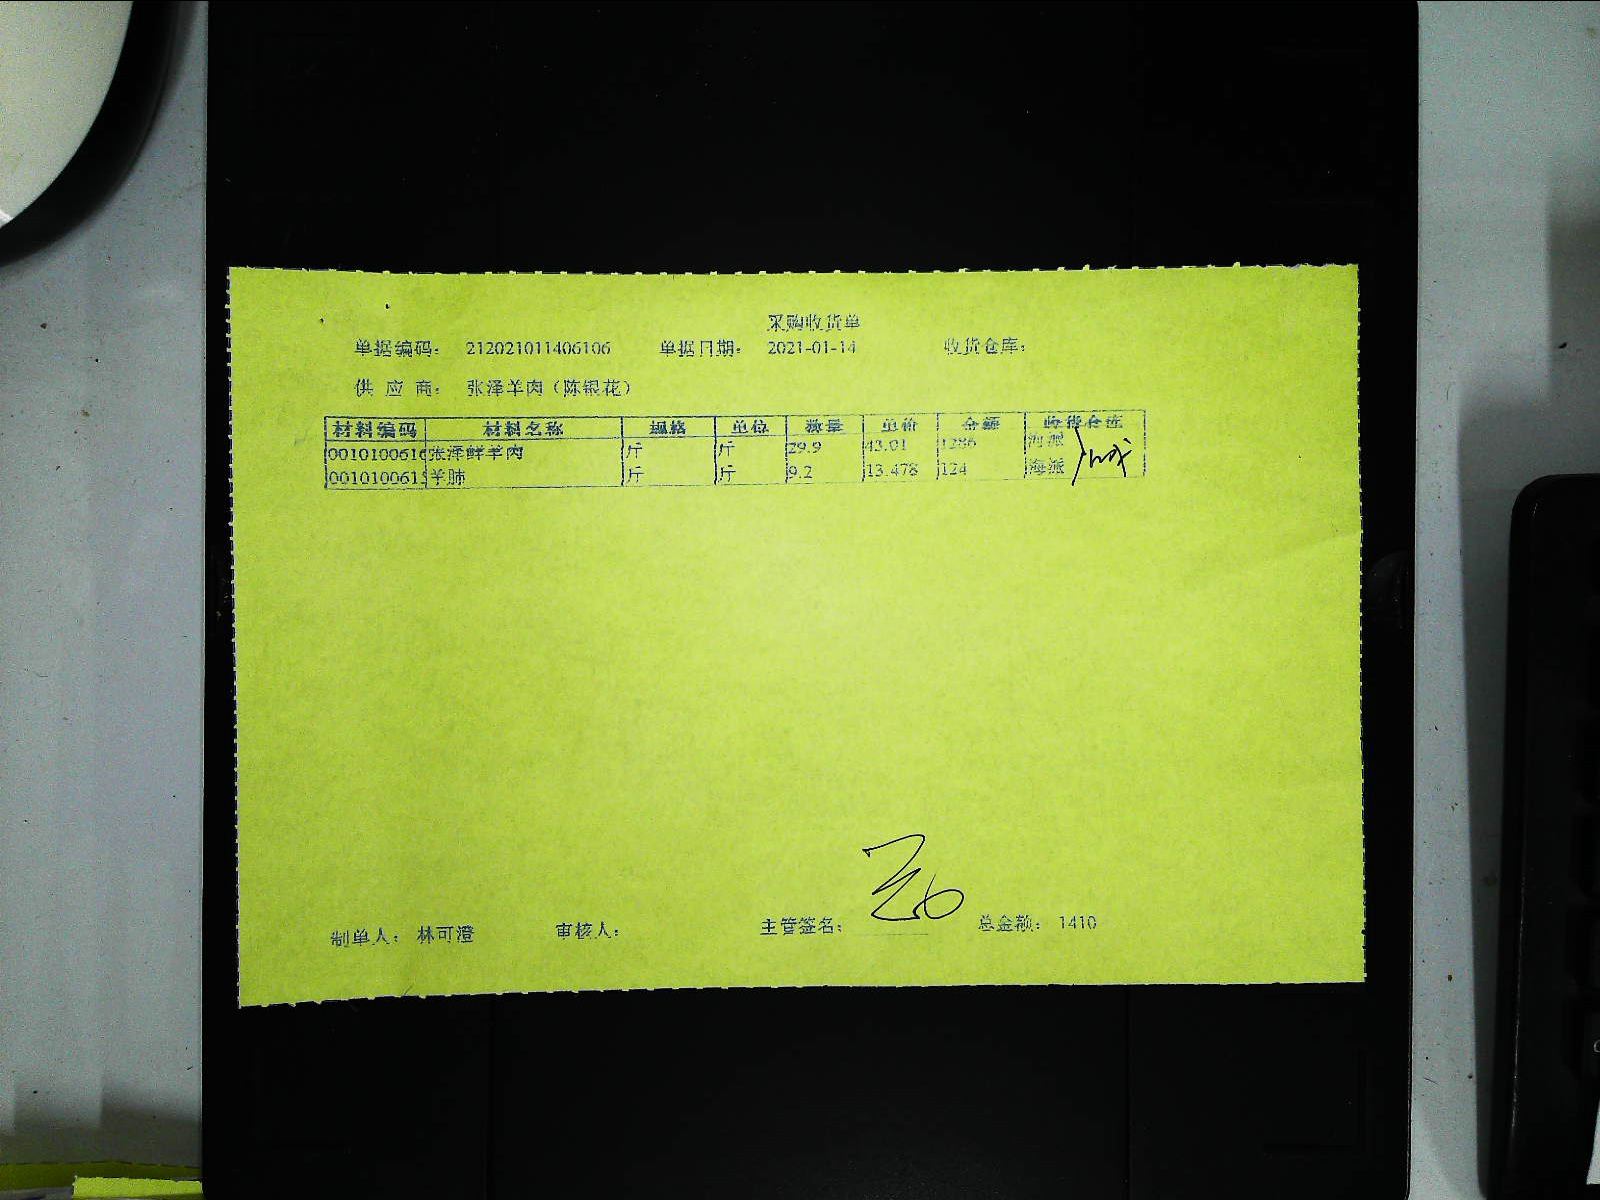 采购收货单
单据编码: 212021011406106 单据日期: 2021-01-14 收货仓库:
供 应 商: 张泽羊肉（陈银花）
材料编码 材料名称 规格 单位 数量 单价 金额 收货仓库
0010100616 张泽鲜羊肉 斤 斤 29.9 43.01 1286 海派
0010100615 羊肺 斤 斤 9.2 13.478 124 海派
制单人: 林可澄 审核人: 主管签名: 总金额: 1410